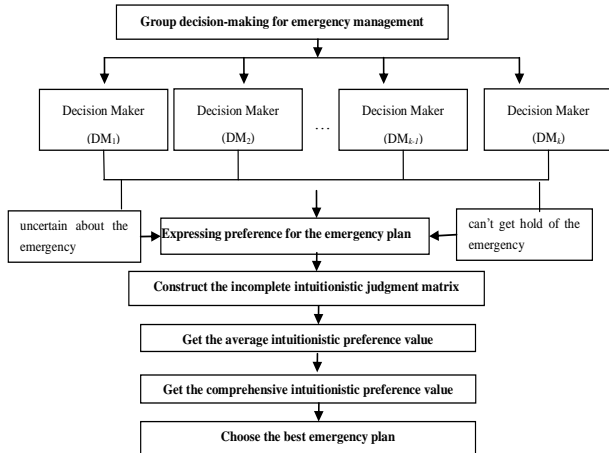 Group decision-making for emergency management
Decision Maker
(DM1)
Decision Maker
(DM2)
…
Decision Maker
(DMk-1)
Decision Maker
(DMk)
uncertain about the
emergency
Expressing preference for the emergency plan
can't get hold of the
emergency
Construct the incomplete intuitionistic judgment matrix
Get the average intuitionistic preference value
Get the comprehensive intuitionistic preference value
Choose the best emergency plan